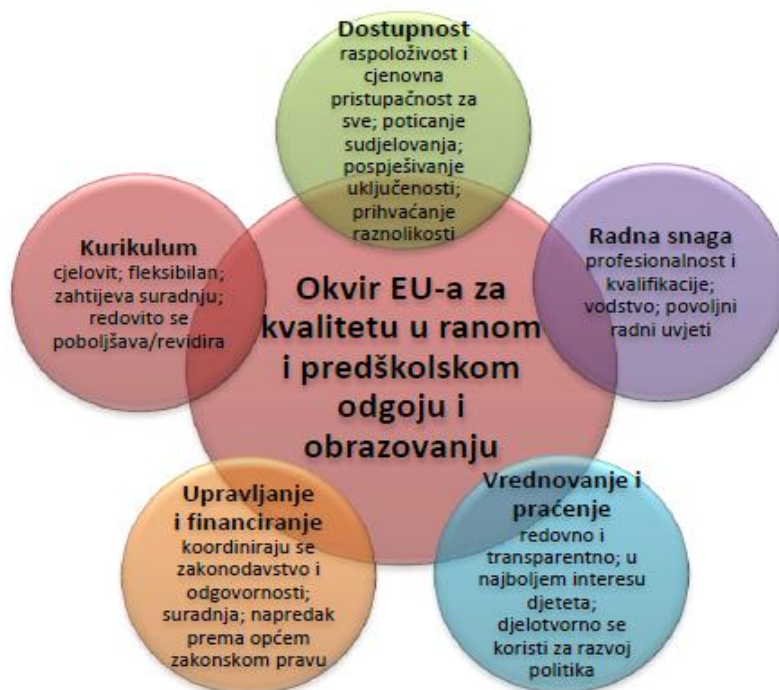 Dostupnost
raspoloživost i
cjenovna
pristupačnost za
sve; poticanje
sudjelovanja;
pospješivanje
uključenosti;
prihvaćanje
raznolikosti
Kurikulum
cjelovit; fleksibilan;
zahtijeva suradnju;
redovito se
poboljšava/revidira
Okvir EU-a za
kvalitetu u ranom
i predškolskom
odgoju i
obrazovanju
Radna snaga
profesionalnost i
kvalifikacije;
vodstvo; povoljni
radni uvjeti
Upravljanje
i financiranje
koordiniraju se
zakonodavstvo i
odgovornosti;
suradnja; napredak
prema općem
zakonskom pravu
Vrednovanje i
praćenje
redovno i
transparentno; u
najboljem interesu
djeteta;
djelotvorno se
koristi za razvoj
politika